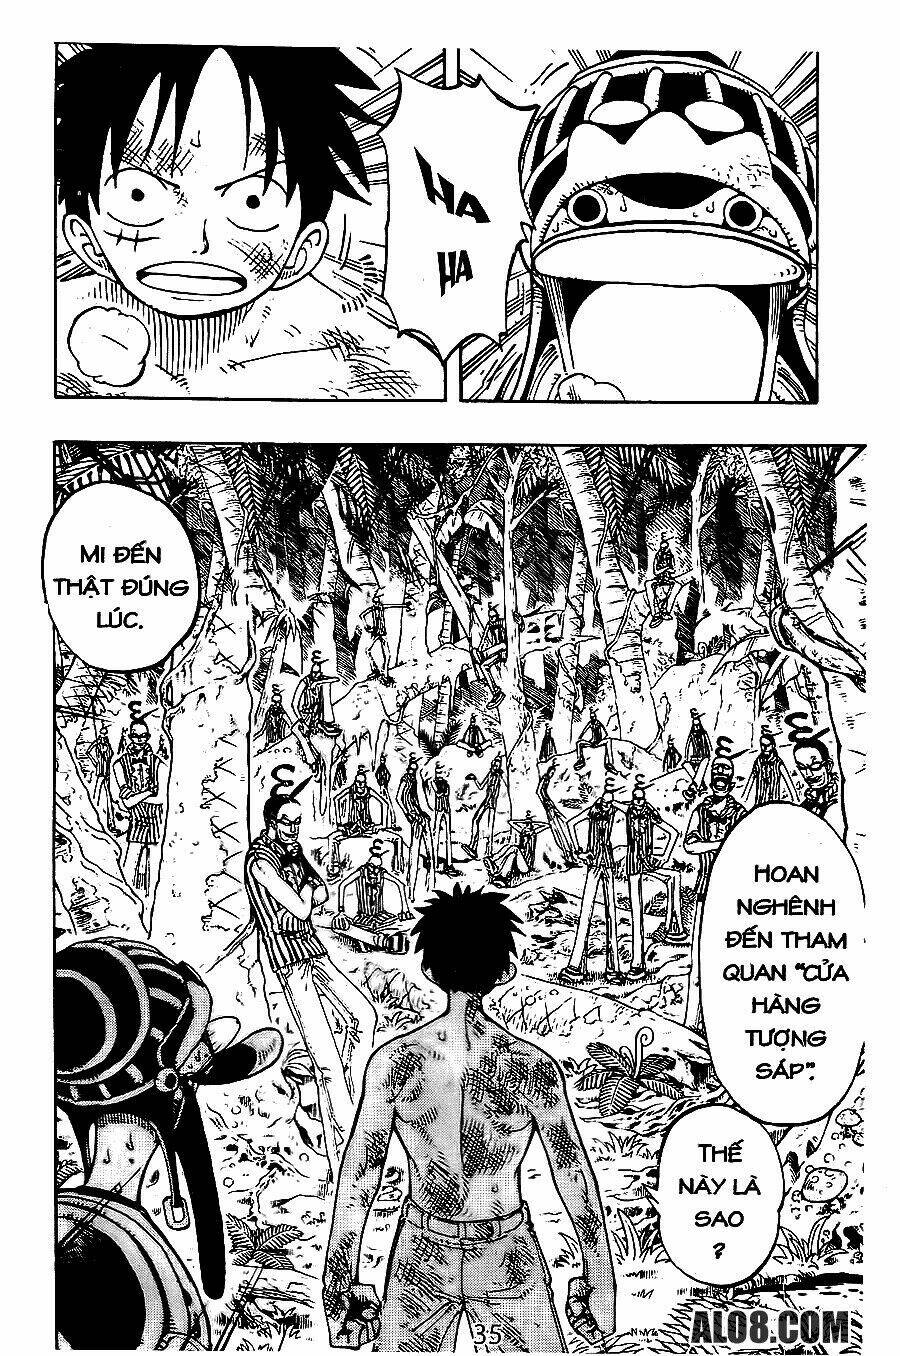 HA
HA
HA
MI ĐẾN
THẬT ĐÚNG
LÚC.
HOAN
NGHÊNH
ĐẾN THAM
QUAN "CỬA
HÀNG
TƯỢNG
SÁP".
THẾ
NÀY LÀ
SAO
?
35
ALO8.COM